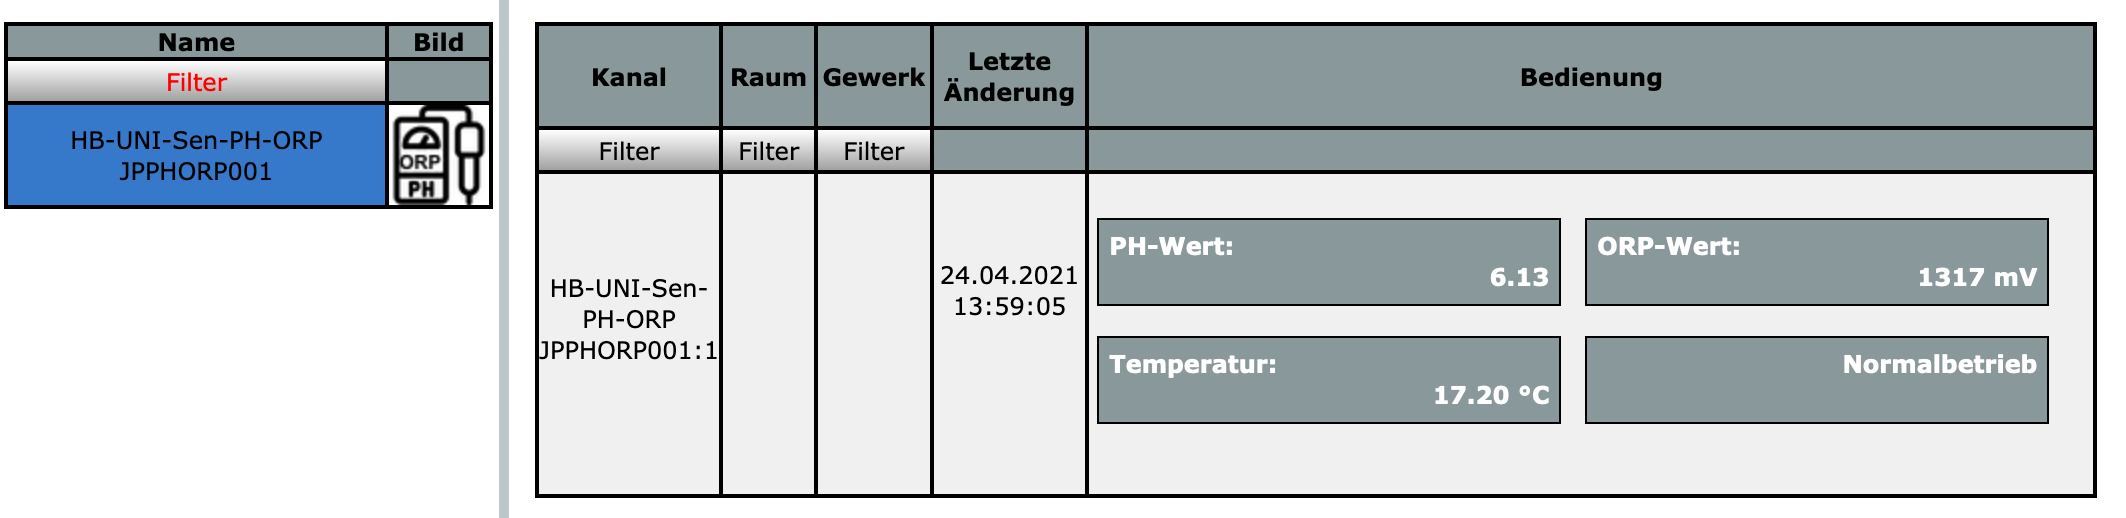 Name
Bild
Filter
HB-UNI-Sen-PH-ORP
JPPHORP001
ORP
PH
Kanal
Raum
Gewerk
Letzte
Änderung
Bedienung
Filter
Filter
Filter
HB-UNI-Sen-
PH-ORP
JPPHORP001:1
24.04.2021
13:59:05
PH-Wert:
6.13
ORP-Wert:
1317 mV
Temperatur:
17.20 °C
Normalbetrieb